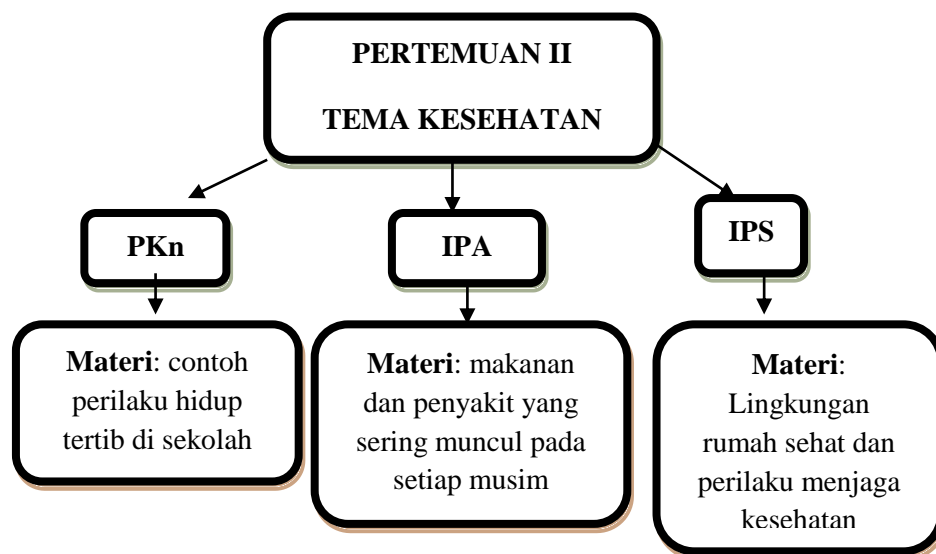 PERTEMUAN II
TEMA KESEHATAN
PKn
IPA
IPS
Materi: contoh
perilaku hidup
tertib di sekolah
Materi: makanan
dan penyakit yang
sering muncul pada
setiap musim
Materi:
Lingkungan
rumah sehat dan
perilaku menjaga
kesehatan